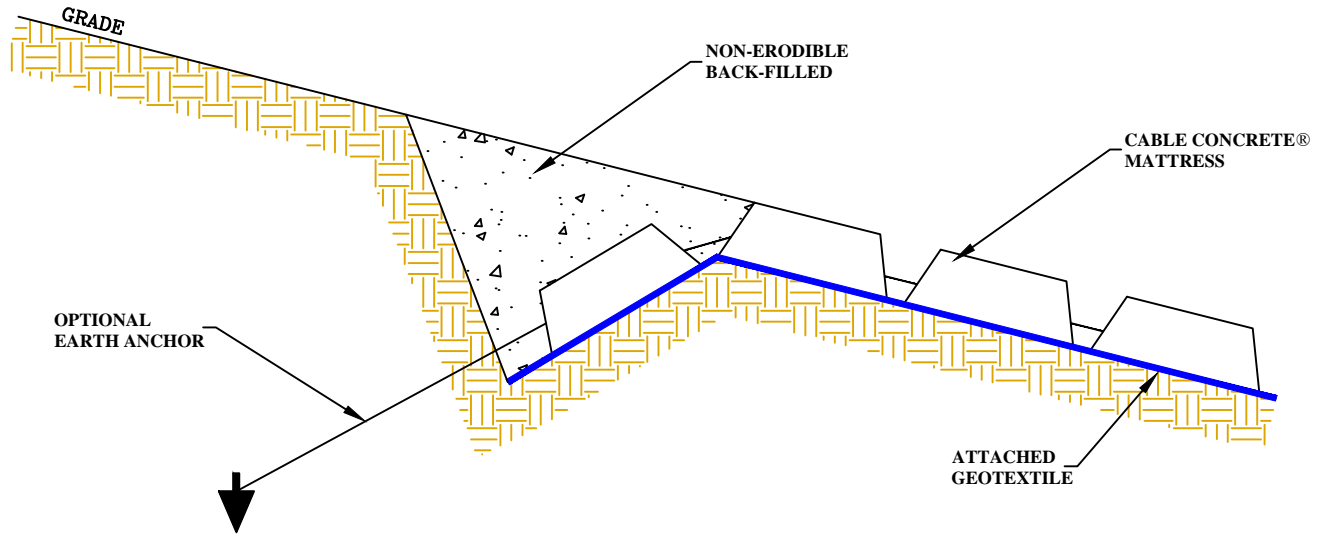 GRADE
NON-ERODIBLE
BACK-FILLED
CABLE CONCRETE®
MATTRESS
OPTIONAL
EARTH ANCHOR
ATTACHED
GEOTEXTILE